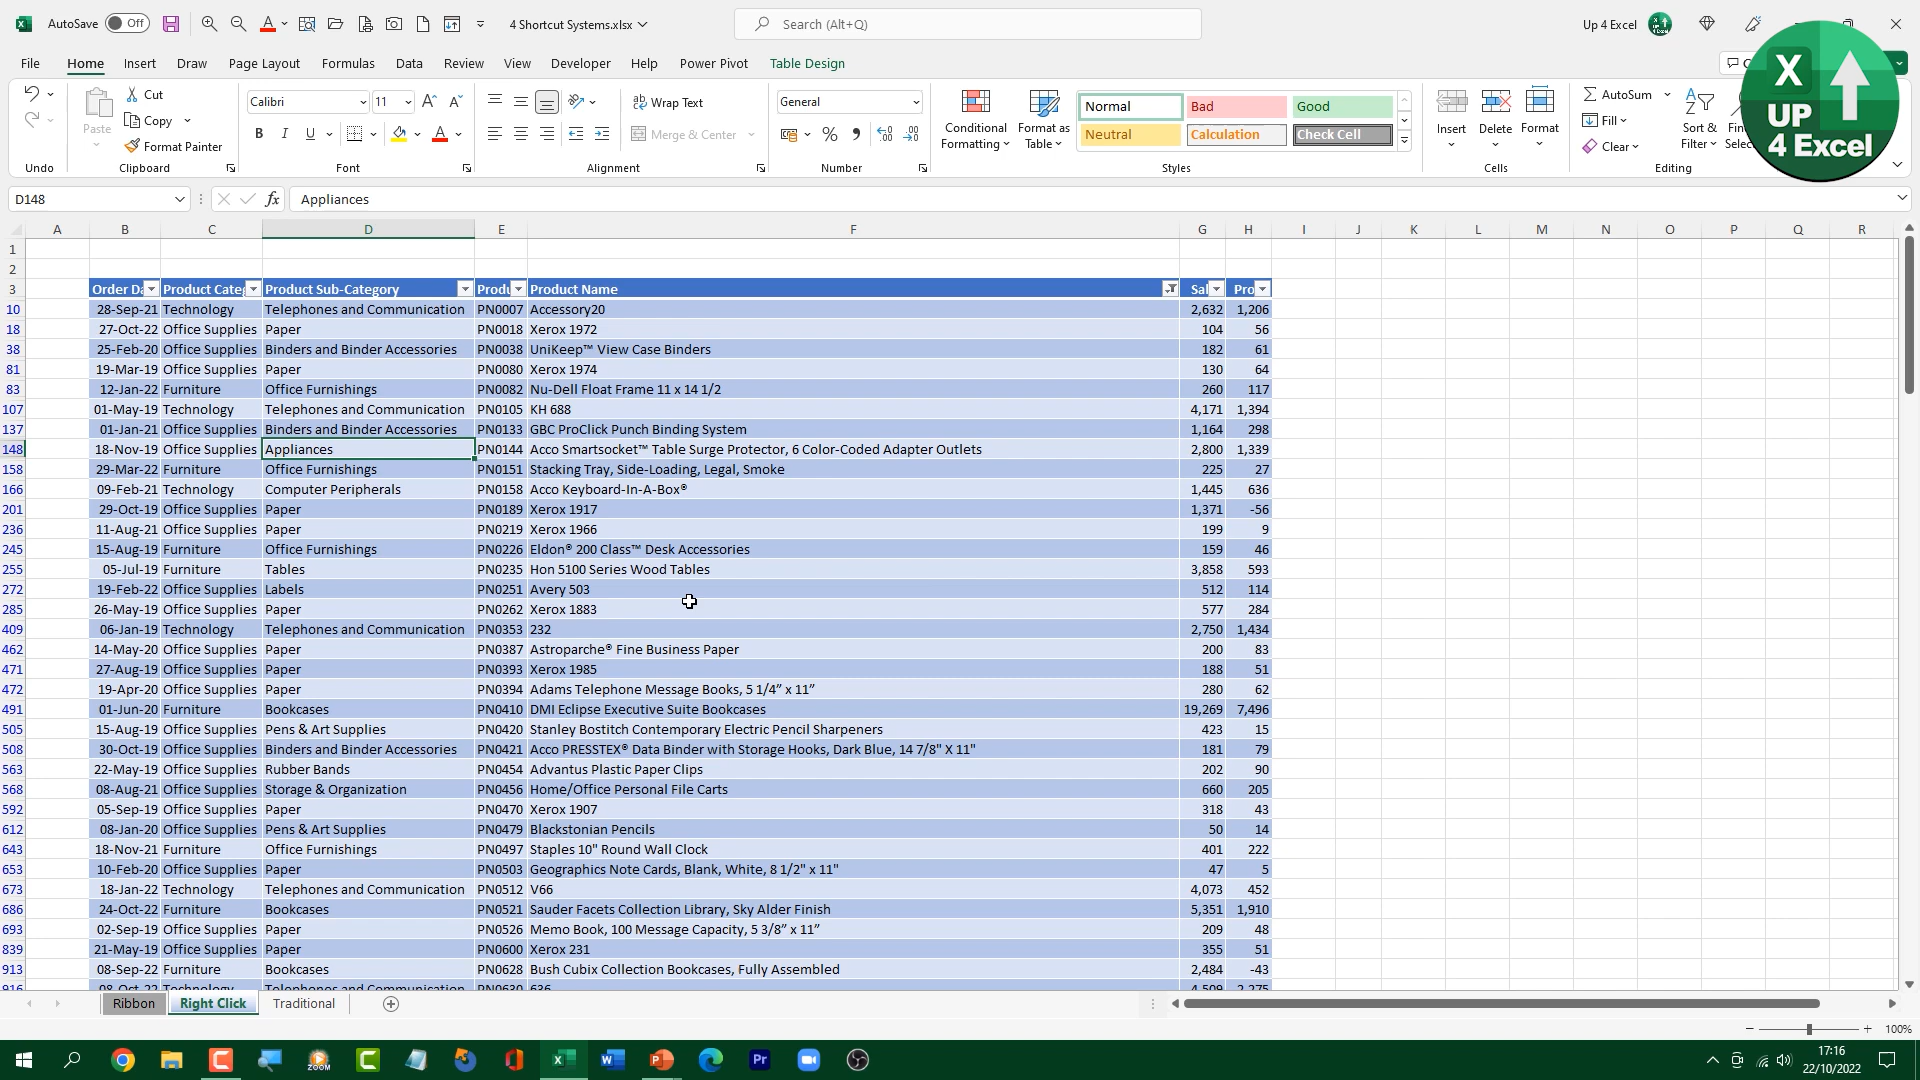 AutoSave Off 4 Shortcut Systems.xlsx Search (Alt+Q) Up 4 Excel
File Home Insert Draw Page Layout Formulas Data Review View Developer Help Power Pivot Table Design
X
UP
4 Excel
Paste Cut
Copy
Format Painter
Calibri 11
B I U
Wrap Text
Merge & Center
General
Conditional Formatting Format as Table
Normal Bad Good
Neutral Calculation Check Cell
Insert Delete Format
AutoSum
Fill
Clear
Sort & Filter
Undo Clipboard Font Alignment Number Styles Cells Editing
D148 fx Appliances
A B C D E F G H I J K L M N O P Q R
1
2
3 Order Da Product Categ Product Sub-Category Produ Product Name Sal Pro
10 28-Sep-21 Technology Telephones and Communication PN0007 Accessory20 2,632 1,206
18 27-Oct-22 Office Supplies Paper PN0018 Xerox 1972 104 56
38 25-Feb-20 Office Supplies Binders and Binder Accessories PN0038 UniKeep™ View Case Binders 182 61
81 19-Mar-19 Office Supplies Paper PN0080 Xerox 1974 130 64
83 12-Jan-22 Furniture Office Furnishings PN0082 Nu-Dell Float Frame 11 x 14 1/2 260 117
107 01-May-19 Technology Telephones and Communication PN0105 KH 688 4,171 1,394
137 01-Jan-21 Office Supplies Binders and Binder Accessories PN0133 GBC ProClick Punch Binding System 1,164 298
148 18-Nov-19 Office Supplies Appliances PN0144 Acco Smartsocket™ Table Surge Protector, 6 Color-Coded Adapter Outlets 2,800 1,339
158 29-Mar-22 Furniture Office Furnishings PN0151 Stacking Tray, Side-Loading, Legal, Smoke 225 27
166 09-Feb-21 Technology Computer Peripherals PN0158 Acco Keyboard-In-A-Box® 1,445 636
201 29-Oct-19 Office Supplies Paper PN0189 Xerox 1917 1,371 -56
236 11-Aug-21 Office Supplies Paper PN0219 Xerox 1966 199 9
245 15-Aug-19 Furniture Office Furnishings PN0226 Eldon® 200 Class™ Desk Accessories 159 46
255 05-Jul-19 Furniture Tables PN0235 Hon 5100 Series Wood Tables 3,858 593
272 19-Feb-22 Office Supplies Labels PN0251 Avery 503 512 114
285 26-May-19 Office Supplies Paper PN0262 Xerox 1883 577 284
409 06-Jan-19 Technology Telephones and Communication PN0353 232 2,750 1,434
462 14-May-20 Office Supplies Paper PN0387 Astroparche® Fine Business Paper 200 83
471 27-Aug-19 Office Supplies Paper PN0393 Xerox 1985 188 51
472 19-Apr-20 Office Supplies Paper PN0394 Adams Telephone Message Books, 5 1/4” x 11” 280 62
491 01-Jun-20 Furniture Bookcases PN0410 DMI Eclipse Executive Suite Bookcases 19,269 7,496
505 15-Aug-19 Office Supplies Pens & Art Supplies PN0420 Stanley Bostitch Contemporary Electric Pencil Sharpeners 423 15
508 30-Oct-19 Office Supplies Binders and Binder Accessories PN0421 Acco PRESSTEX® Data Binder with Storage Hooks, Dark Blue, 14 7/8" X 11" 181 79
563 22-May-19 Office Supplies Rubber Bands PN0454 Advantus Plastic Paper Clips 202 90
568 08-Aug-21 Office Supplies Storage & Organization PN0456 Home/Office Personal File Carts 660 205
592 05-Sep-19 Office Supplies Paper PN0470 Xerox 1907 318 43
612 08-Jan-20 Office Supplies Pens & Art Supplies PN0479 Blackstonian Pencils 50 14
643 18-Nov-21 Furniture Office Furnishings PN0497 Staples 10" Round Wall Clock 401 222
653 10-Feb-20 Office Supplies Paper PN0503 Geographics Note Cards, Blank, White, 8 1/2" x 11" 47 5
673 18-Jan-22 Technology Telephones and Communication PN0512 V66 4,073 452
686 24-Oct-22 Furniture Bookcases PN0521 Sauder Facets Collection Library, Sky Alder Finish 5,351 1,910
693 02-Sep-19 Office Supplies Paper PN0526 Memo Book, 100 Message Capacity, 5 3/8” x 11” 209 48
839 21-May-19 Office Supplies Paper PN0600 Xerox 231 355 51
913 08-Sep-22 Furniture Bookcases PN0628 Bush Cubix Collection Bookcases, Fully Assembled 2,484 -43
916 08-Oct-22 Technology Telephones and Communication PN0630 636 4,509 2,275
Ribbon Right Click Traditional
100%
ZOOM
17:16
22/10/2022